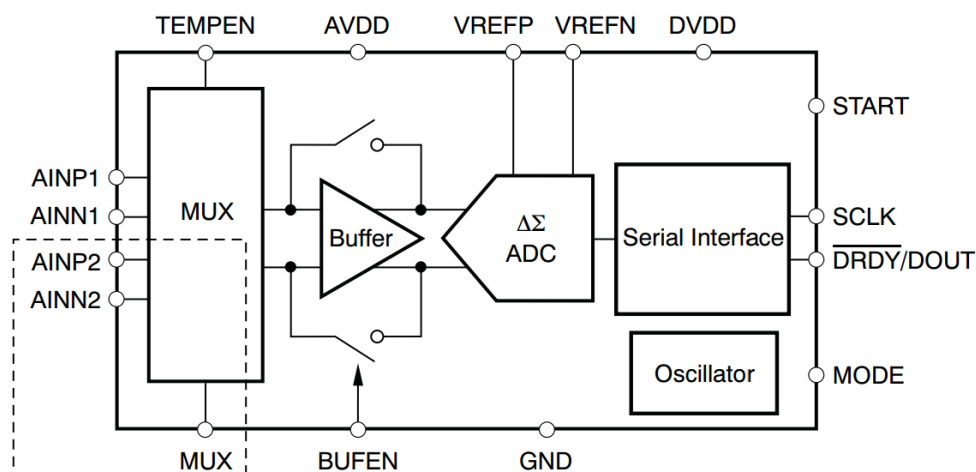 TEMPEN AVDD VREFP VREFN DVDD
START
AINP1
AINN1
MUX
Buffer
ΔΣ
ADC
Serial Interface
SCLK
AINP2
DRDY/DOUT
AINN2
Oscillator
MODE
MUX BUFEN GND